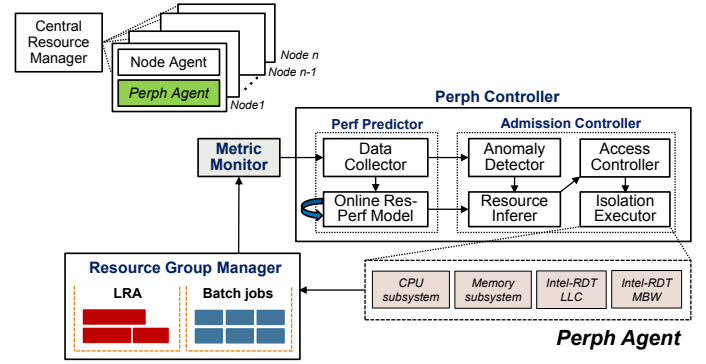 Central
Resource
Manager
Node Agent
Perph Agent
Node n
Node n-1
Node1
Perph Controller
Perf Predictor
Admission Controller
Metric
Monitor
Data
Collector
Anomaly
Detector
Access
Controller
Online Res-
Perf Model
Resource
Inferer
Isolation
Executor
Resource Group Manager
LRA
Batch jobs
CPU
subsystem
Memory
subsystem
Intel-RDT
LLC
Intel-RDT
MBW
Perph Agent